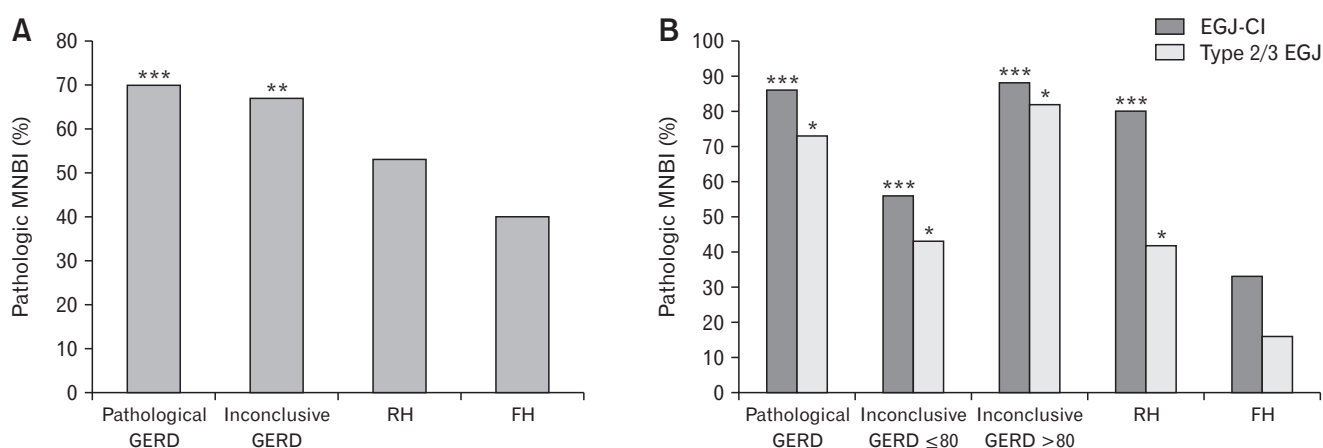 A
Pathologic MNBI (%)
80
70
60
50
40
30
20
10
0
***
**
Pathological
GERD
Inconclusive
GERD
RH
FH
B
EGJ-CI
Type 2/3 EGJ
Pathologic MNBI (%)
100
90
80
70
60
50
40
30
20
10
0
***
*
***
*
***
*
***
*
Pathological
GERD
Inconclusive
GERD ≤80
Inconclusive
GERD >80
RH
FH